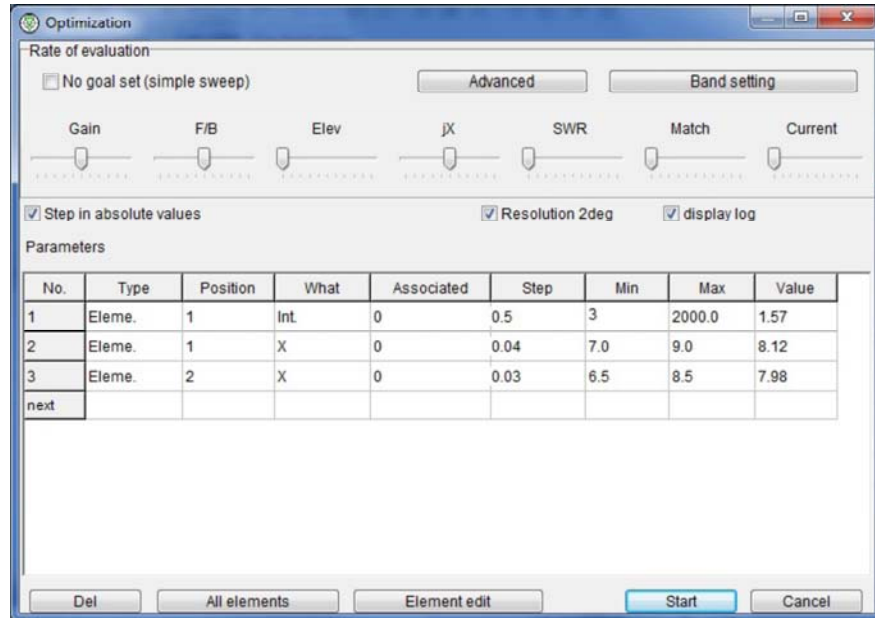 Optimization
Rate of evaluation
No goal set (simple sweep) Advanced Band setting
Gain F/B Elev jX SWR Match Current
Step in absolute values Resolution 2deg display log
Parameters
No. Type Position What Associated Step Min Max Value
1 Eleme. 1 Int. 0 0.5 3 2000.0 1.57
2 Eleme. 1 X 0 0.04 7.0 9.0 8.12
3 Eleme. 2 X 0 0.03 6.5 8.5 7.98
next
Del All elements Element edit Start Cancel